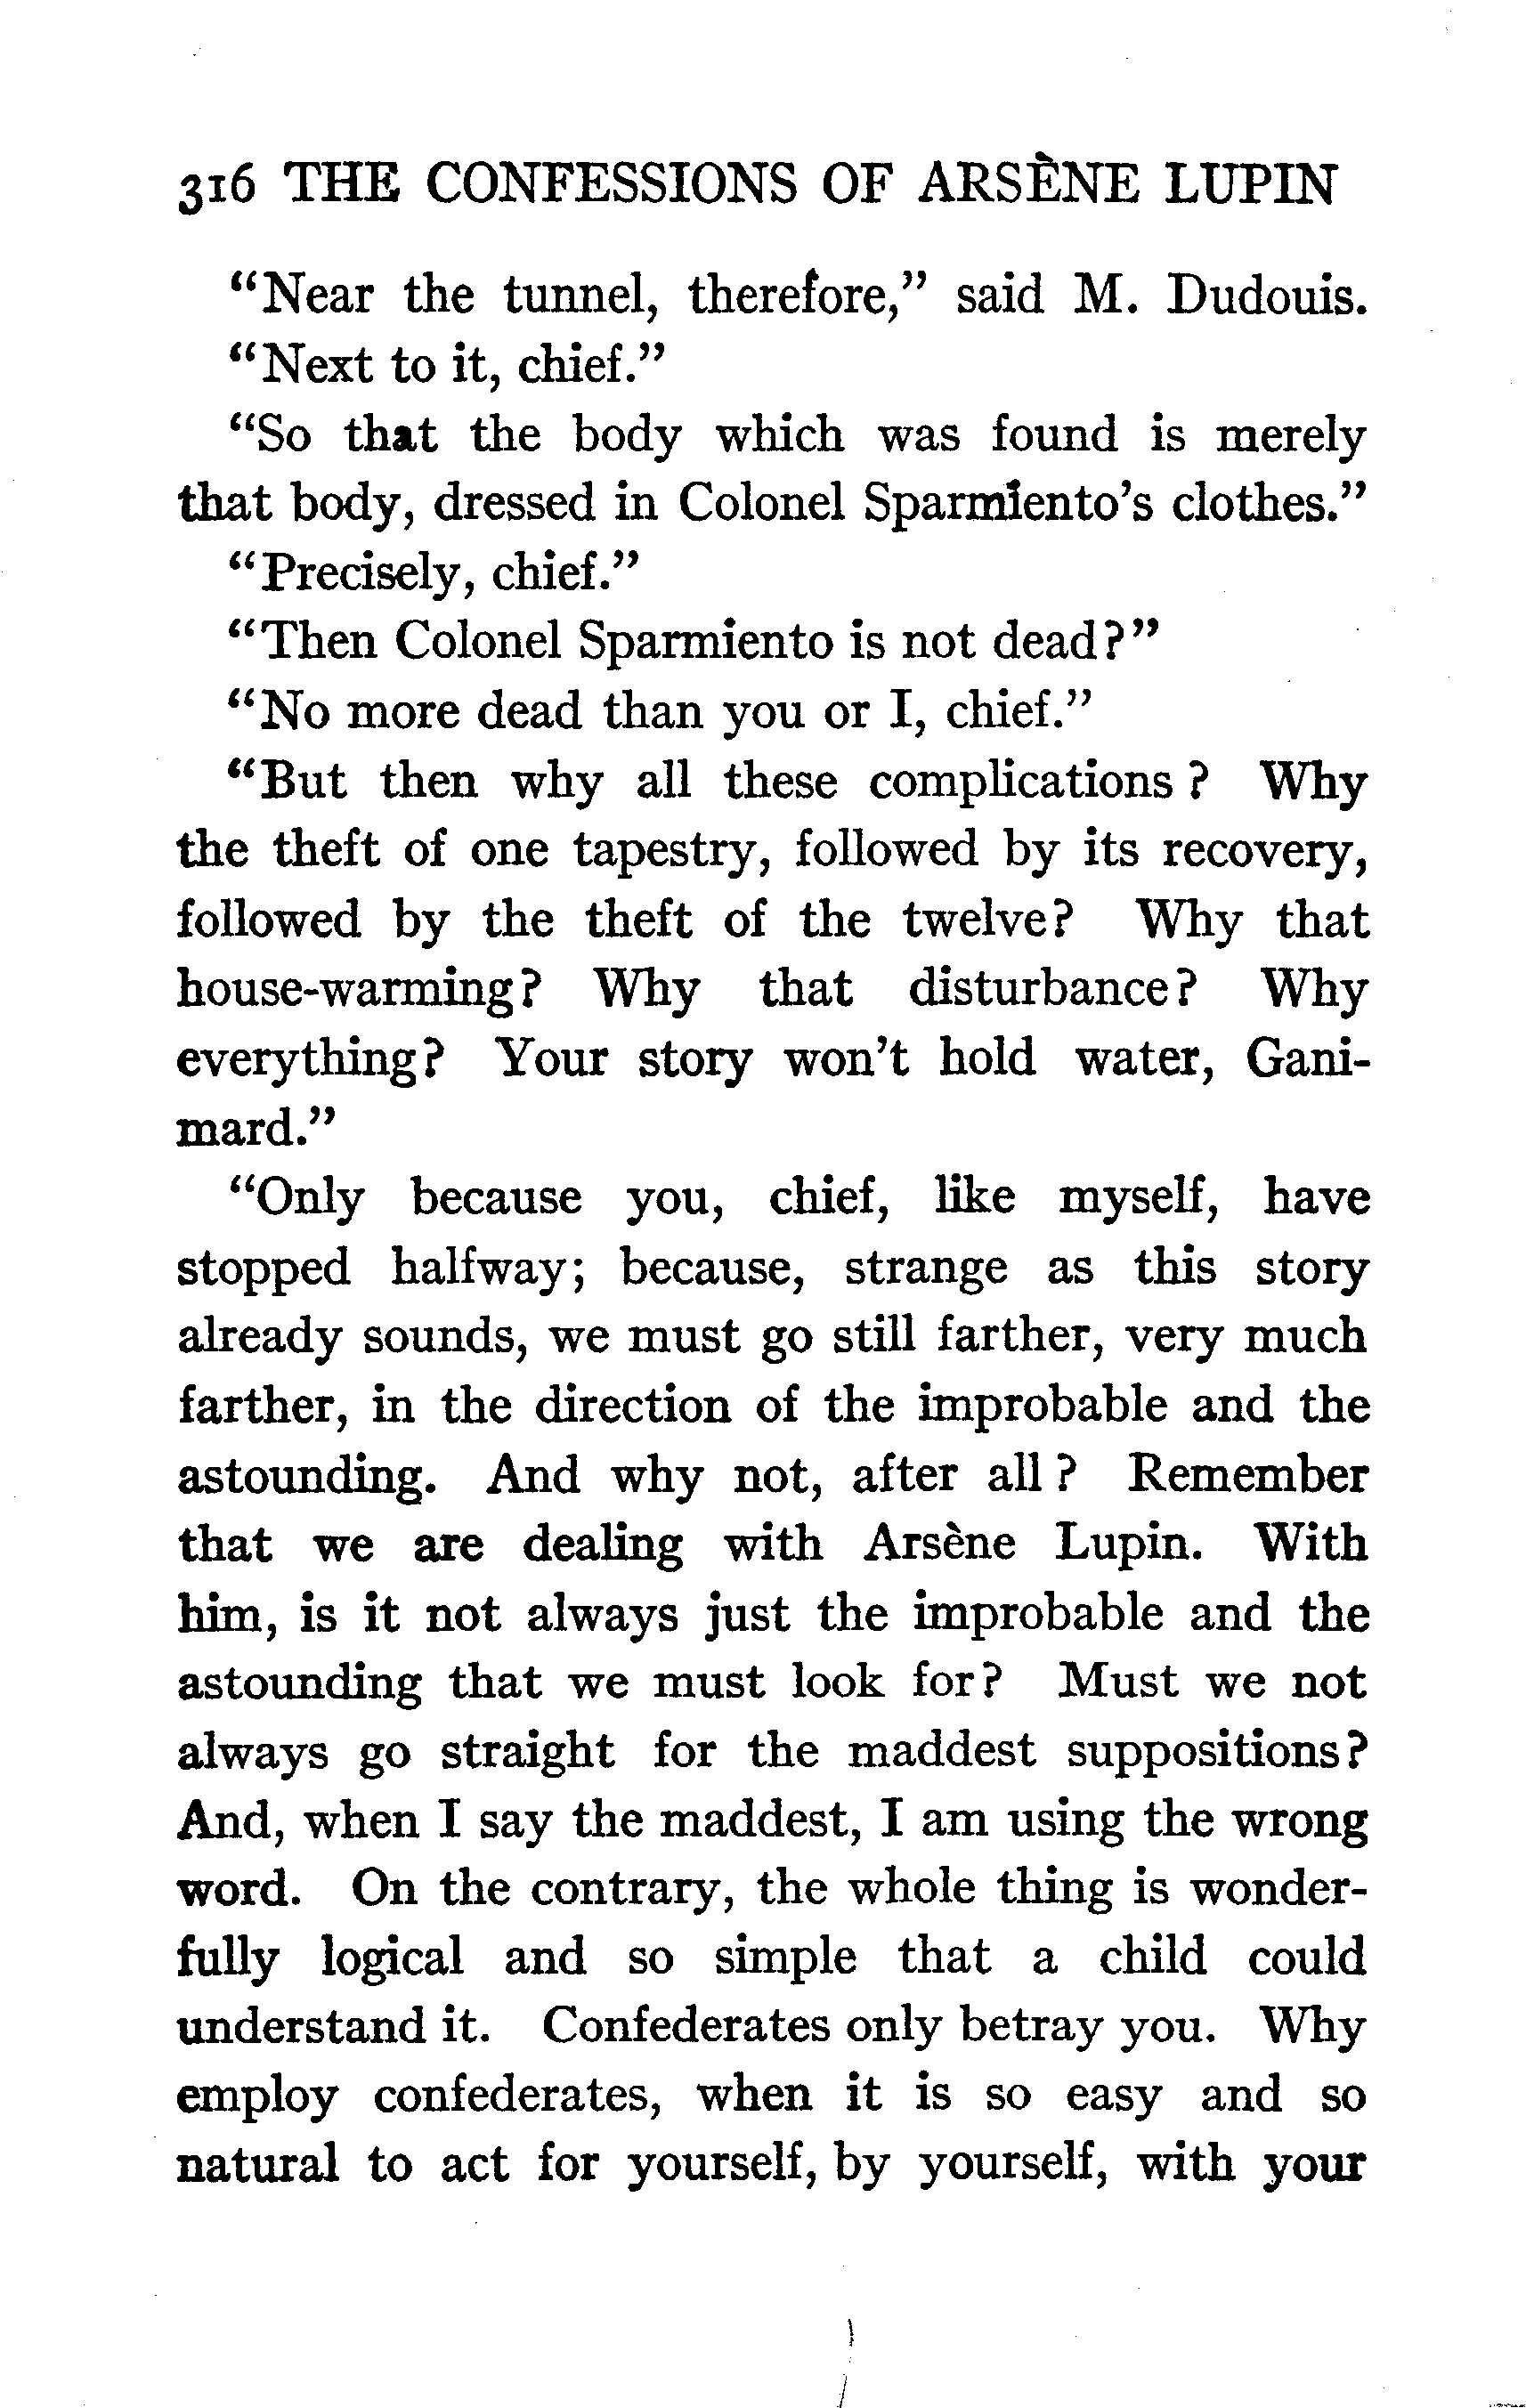 316 THE CONFESSIONS OF ARSÈNE LUPIN
"Near the tunnel, therefore," said M. Dudouis.
"Next to it, chief."
"So that the body which was found is merely
that body, dressed in Colonel Sparmiento's clothes."
"Precisely, chief."
"Then Colonel Sparmiento is not dead?"
"No more dead than you or I, chief."
"But then why all these complications? Why
the theft of one tapestry, followed by its recovery,
followed by the theft of the twelve? Why that
house-warming? Why that disturbance? Why
everything? Your story won't hold water, Gani-
mard."
"Only because you, chief, like myself, have
stopped halfway; because, strange as this story
already sounds, we must go still farther, very much
farther, in the direction of the improbable and the
astounding. And why not, after all? Remember
that we are dealing with Arsène Lupin. With
him, is it not always just the improbable and the
astounding that we must look for? Must we not
always go straight for the maddest suppositions?
And, when I say the maddest, I am using the wrong
word. On the contrary, the whole thing is wonder-
fully logical and so simple that a child could
understand it. Confederates only betray you. Why
employ confederates, when it is so easy and so
natural to act for yourself, by yourself, with your